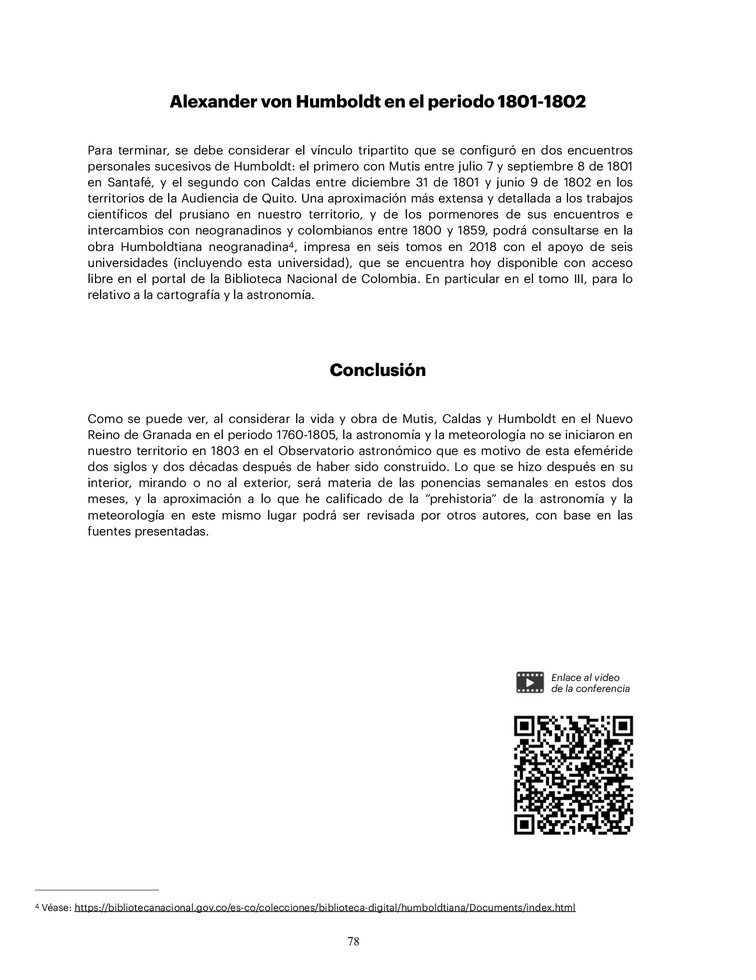 Alexander von Humboldt en el periodo 1801-1802
Para terminar, se debe considerar el vínculo tripartito que se configuró en dos encuentros
personales sucesivos de Humboldt: el primero con Mutis entre julio 7 y septiembre 8 de 1801
en Santafé, y el segundo con Caldas entre diciembre 31 de 1801 y junio 9 de 1802 en los
territorios de la Audiencia de Quito. Una aproximación más extensa y detallada a los trabajos
científicos del prusiano en nuestro territorio, y de los pormenores de sus encuentros e
intercambios con neogranadinos y colombianos entre 1800 y 1859, podrá consultarse en la
obra Humboldtiana neogranadina⁴, impresa en seis tomos en 2018 con el apoyo de seis
universidades (incluyendo esta universidad), que se encuentra hoy disponible con acceso
libre en el portal de la Biblioteca Nacional de Colombia. En particular en el tomo III, para lo
relativo a la cartografía y la astronomía.
Conclusión
Como se puede ver, al considerar la vida y obra de Mutis, Caldas y Humboldt en el Nuevo
Reino de Granada en el periodo 1760-1805, la astronomía y la meteorología no se iniciaron en
nuestro territorio en 1803 en el Observatorio astronómico que es motivo de esta efeméride
dos siglos y dos décadas después de haber sido construido. Lo que se hizo después en su
interior, mirando o no al exterior, será materia de las ponencias semanales en estos dos
meses, y la aproximación a lo que he calificado de la “prehistoria” de la astronomía y la
meteorología en este mismo lugar podrá ser revisada por otros autores, con base en las
fuentes presentadas.
Enlace al video
de la conferencia
⁴ Véase: https://bibliotecanacional.gov.co/es-co/colecciones/biblioteca-digital/humboldtiana/Documents/index.html
78